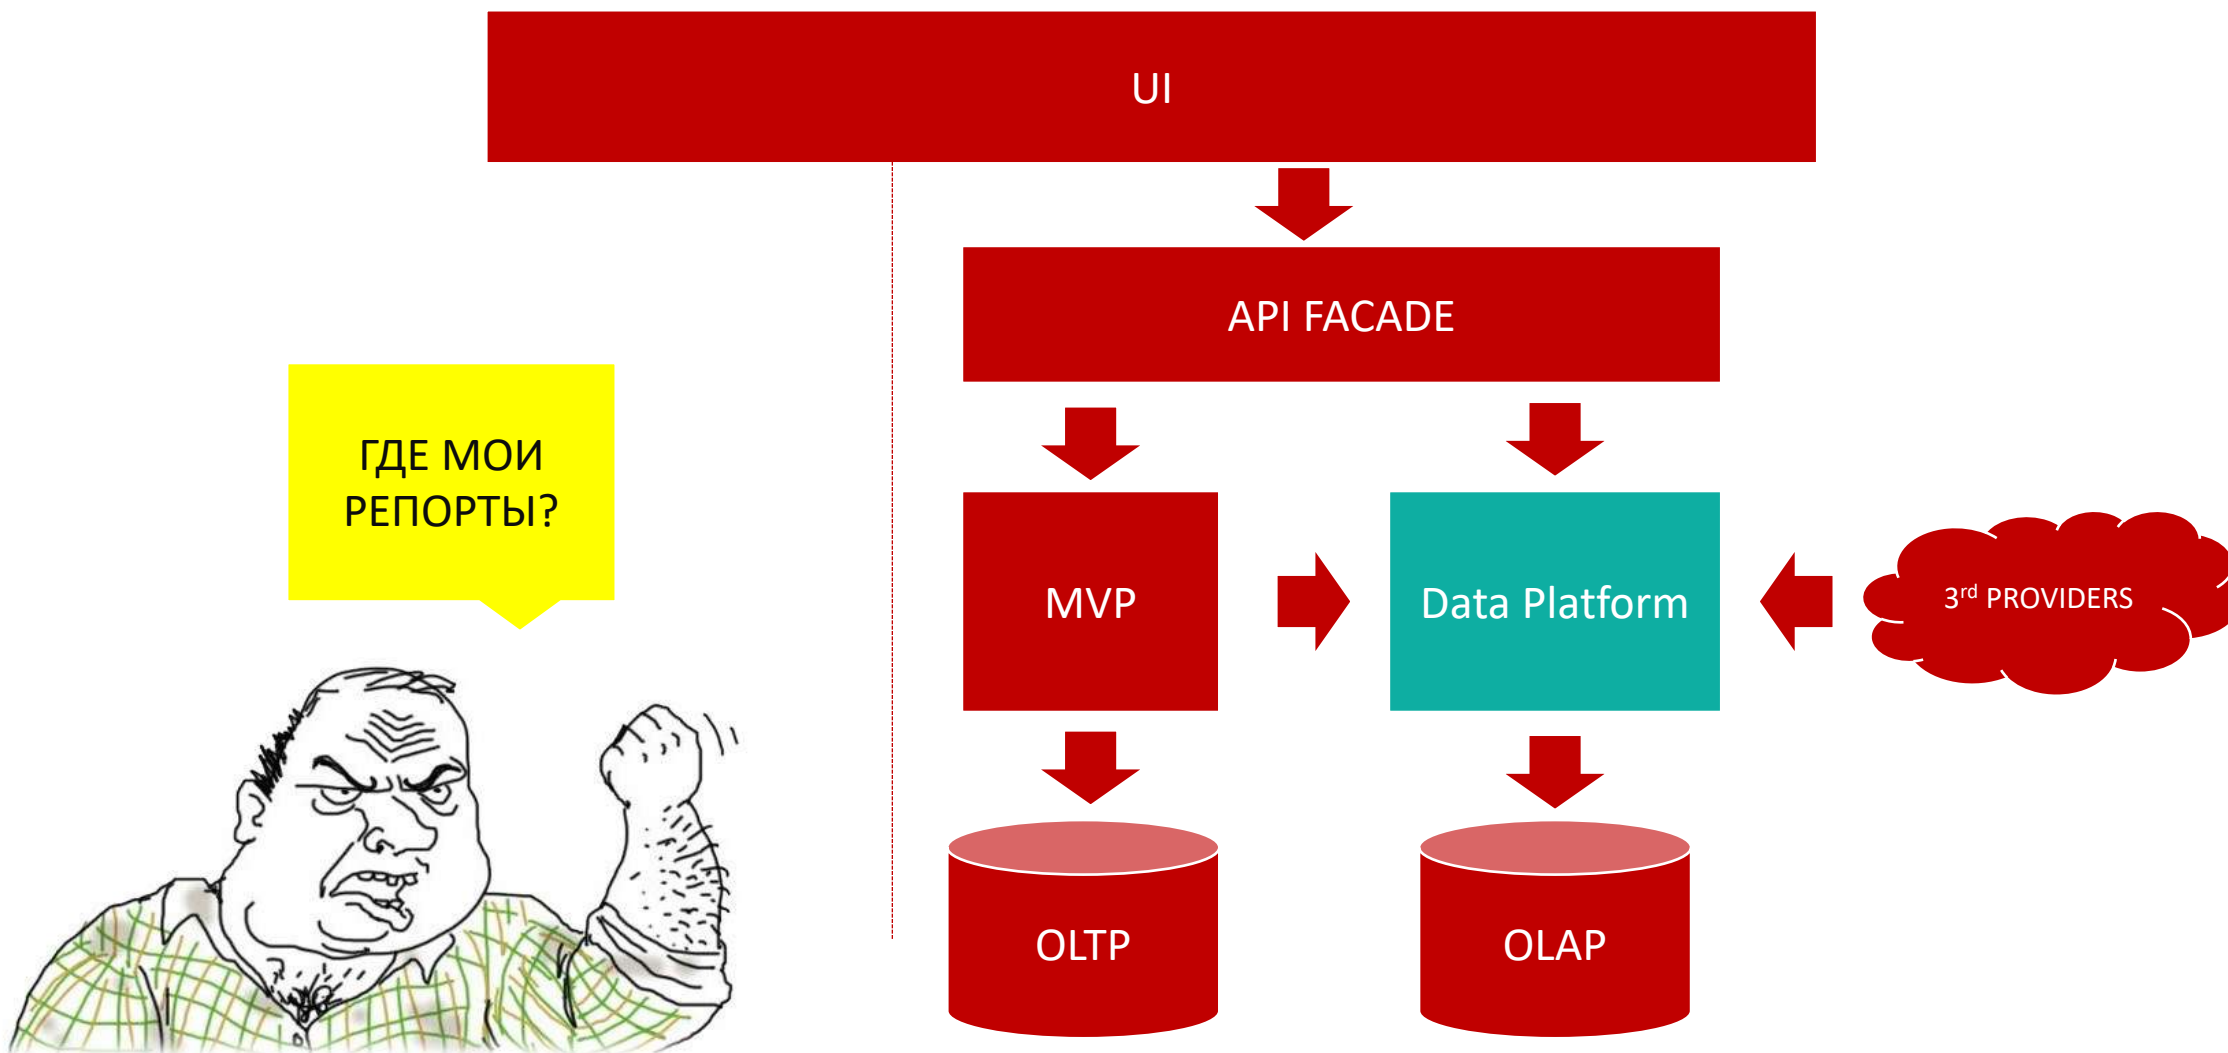 UI
API FACADE
ГДЕ МОИ
РЕПОРТЫ?
MVP
Data Platform
3rd PROVIDERS
OLTP
OLAP